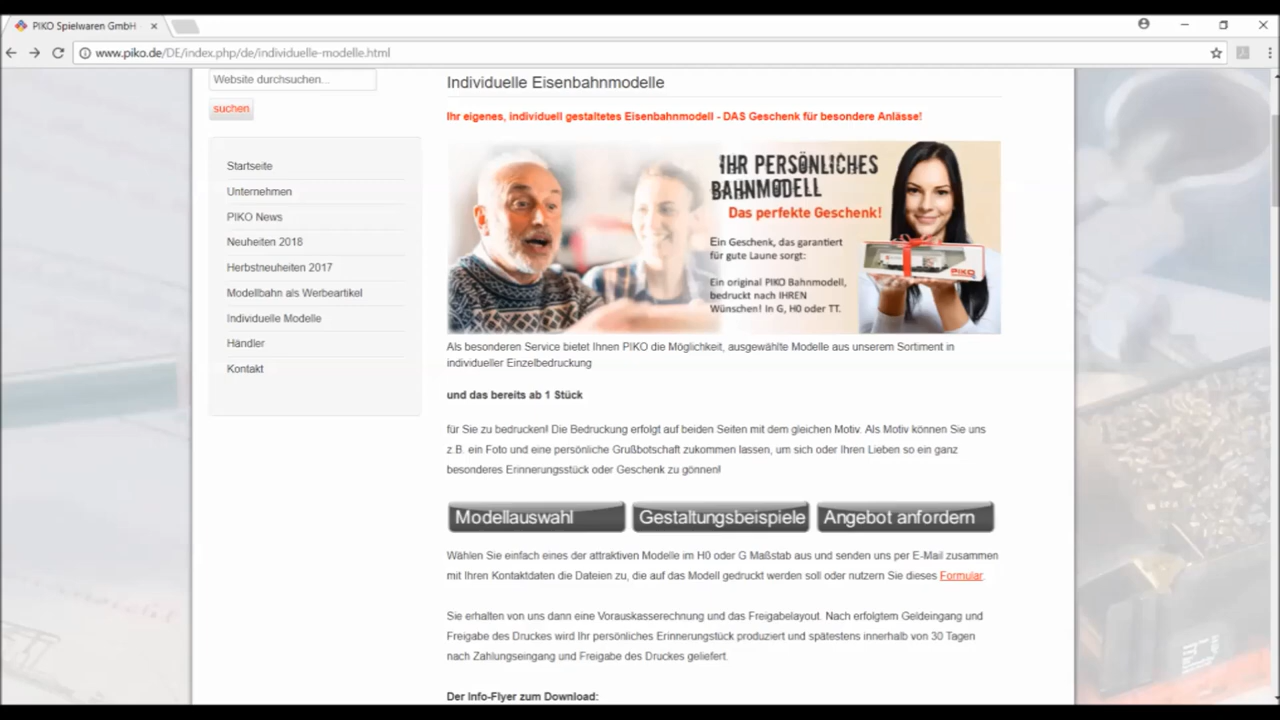 PIKO Spielwaren GmbH
www.piko.de/DE/index.php/de/individuelle-modelle.html
Website durchsuchen...
suchen
Startseite
Unternehmen
PIKO News
Neuheiten 2018
Herbstneuheiten 2017
Modellbahn als Werbeartikel
Individuelle Modelle
Händler
Kontakt
Individuelle Eisenbahnmodelle
Ihr eigenes, individuell gestaltetes Eisenbahnmodell - DAS Geschenk für besondere Anlässe!
IHR PERSÖNLICHES
BAHNMODELL
Das perfekte Geschenk!
Ein Geschenk, das garantiert
für gute Laune sorgt:
Ein original PIKO Bahnmodell,
bedruckt nach IHREN
Wünschen! In G, H0 oder TT.
PIKO
Als besonderen Service bietet Ihnen PIKO die Möglichkeit, ausgewählte Modelle aus unserem Sortiment in
individueller Einzelbedruckung
und das bereits ab 1 Stück
für Sie zu bedrucken! Die Bedruckung erfolgt auf beiden Seiten mit dem gleichen Motiv. Als Motiv können Sie uns
z.B. ein Foto und eine persönliche Grußbotschaft zukommen lassen, um sich oder Ihren Lieben so ein ganz
besonderes Erinnerungsstück oder Geschenk zu gönnen!
Modellauswahl Gestaltungsbeispiele Angebot anfordern
Wählen Sie einfach eines der attraktiven Modelle im H0 oder G Maßstab aus und senden uns per E-Mail zusammen
mit Ihren Kontaktdaten die Dateien zu, die auf das Modell gedruckt werden soll oder nutzern Sie dieses Formular.
Sie erhalten von uns dann eine Vorauskasserechnung und das Freigabelayout. Nach erfolgtem Geldeingang und
Freigabe des Druckes wird Ihr persönliches Erinnerungstück produziert und spätestens innerhalb von 30 Tagen
nach Zahlungseingang und Freigabe des Druckes geliefert.
Der Info-Flyer zum Download: